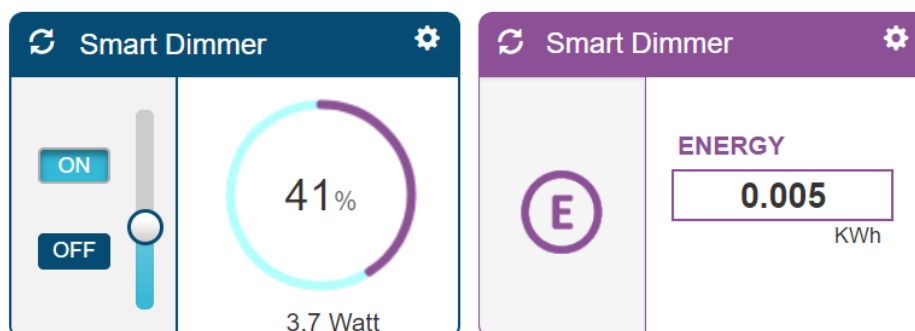 Smart Dimmer
ON
OFF
41%
3.7 Watt
Smart Dimmer
E
ENERGY
0.005
KWh